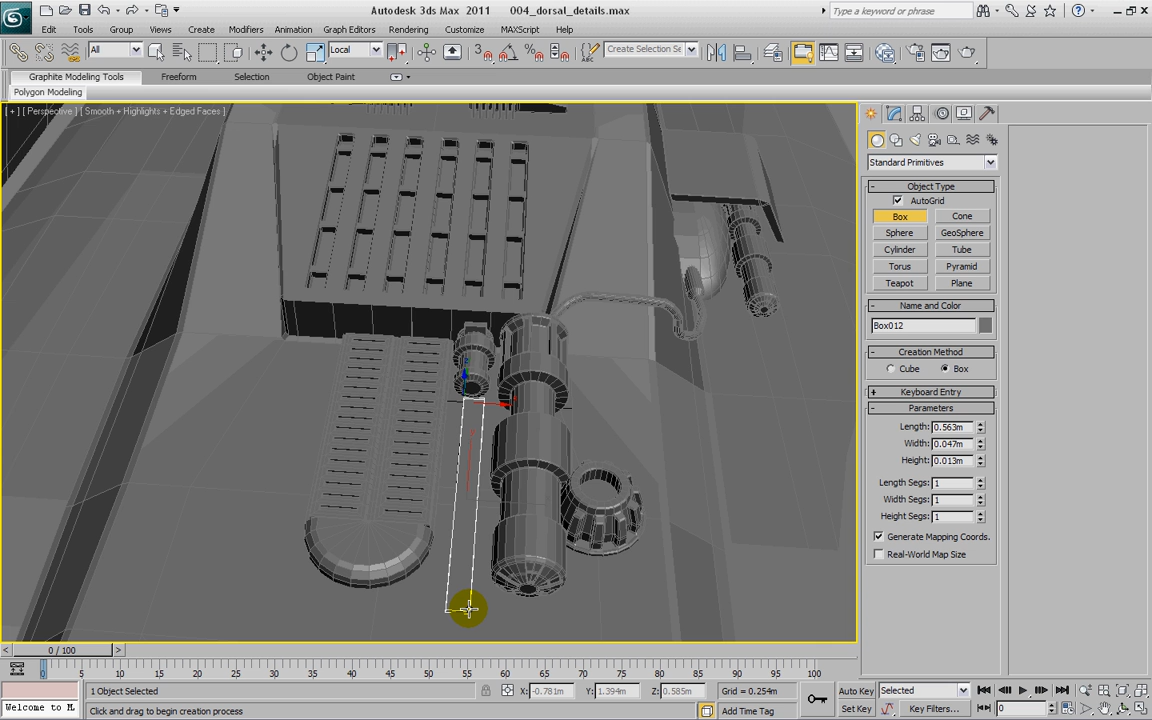 Autodesk 3ds Max 2011 004_dorsal_details.max
Type a keyword or phrase
Edit Tools Group Views Create Modifiers Animation Graph Editors Rendering Customize MAXScript Help
All Local Create Selection Se
Graphite Modeling Tools Freeform Selection Object Paint
Polygon Modeling
[ + ] [ Perspective ] [ Smooth + Highlights + Edged Faces ]
Standard Primitives
Object Type
AutoGrid
Box Cone
Sphere GeoSphere
Cylinder Tube
Torus Pyramid
Teapot Plane
Name and Color
Box012
Creation Method
Cube Box
Keyboard Entry
Parameters
Length: 0.563m
Width: 0.047m
Height: 0.013m
Length Segs: 1
Width Segs: 1
Height Segs: 1
Generate Mapping Coords.
Real-World Map Size
0 / 100
0 5 10 15 20 25 30 35 40 45 50 55 60 65 70 75 80 85 90 95 100
1 Object Selected X: -0.781m Y: 1.394m Z: 0.585m Grid = 0.254m Auto Key Selected
Welcome to M Click and drag to begin creation process Add Time Tag Set Key Key Filters... 0